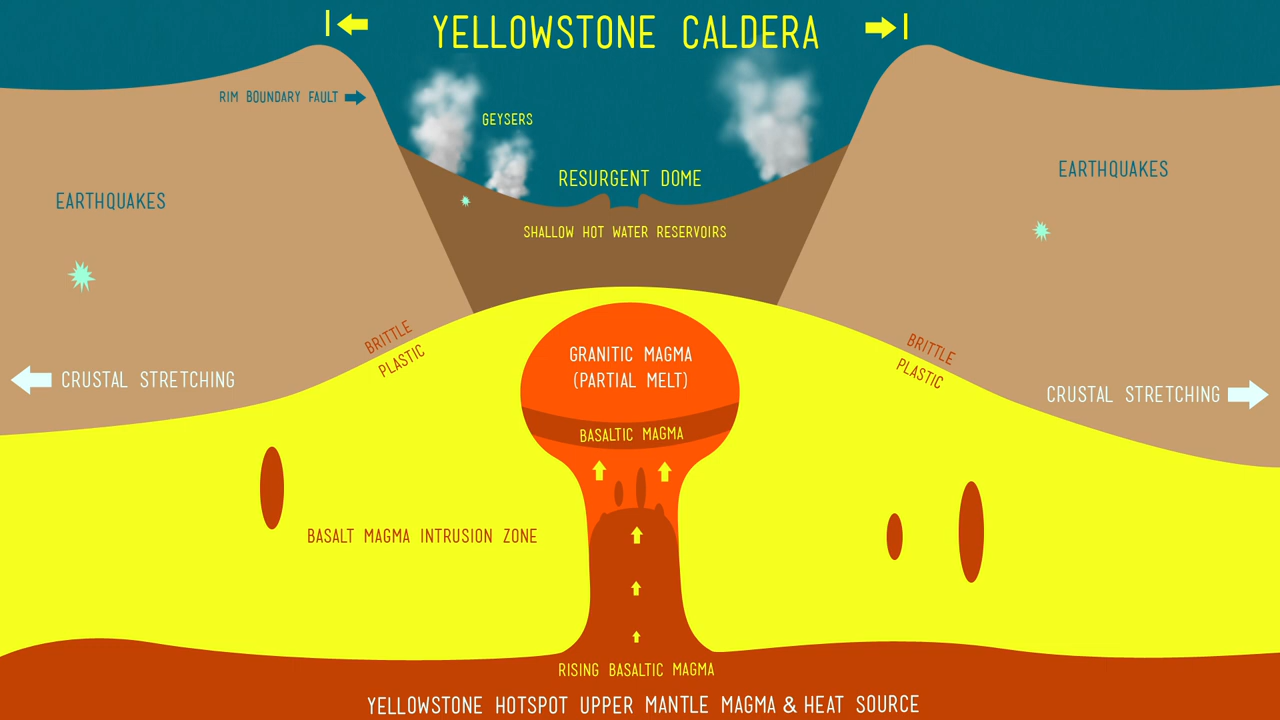 YELLOWSTONE CALDERA
RIM BOUNDARY FAULT
GEYSERS
RESURGENT DOME
EARTHQUAKES
EARTHQUAKES
SHALLOW HOT WATER RESERVOIRS
BRITTLE
PLASTIC
BRITTLE
PLASTIC
GRANITIC MAGMA
(PARTIAL MELT)
CRUSTAL STRETCHING
CRUSTAL STRETCHING
BASALTIC MAGMA
BASALT MAGMA INTRUSION ZONE
RISING BASALTIC MAGMA
YELLOWSTONE HOTSPOT UPPER MANTLE MAGMA & HEAT SOURCE